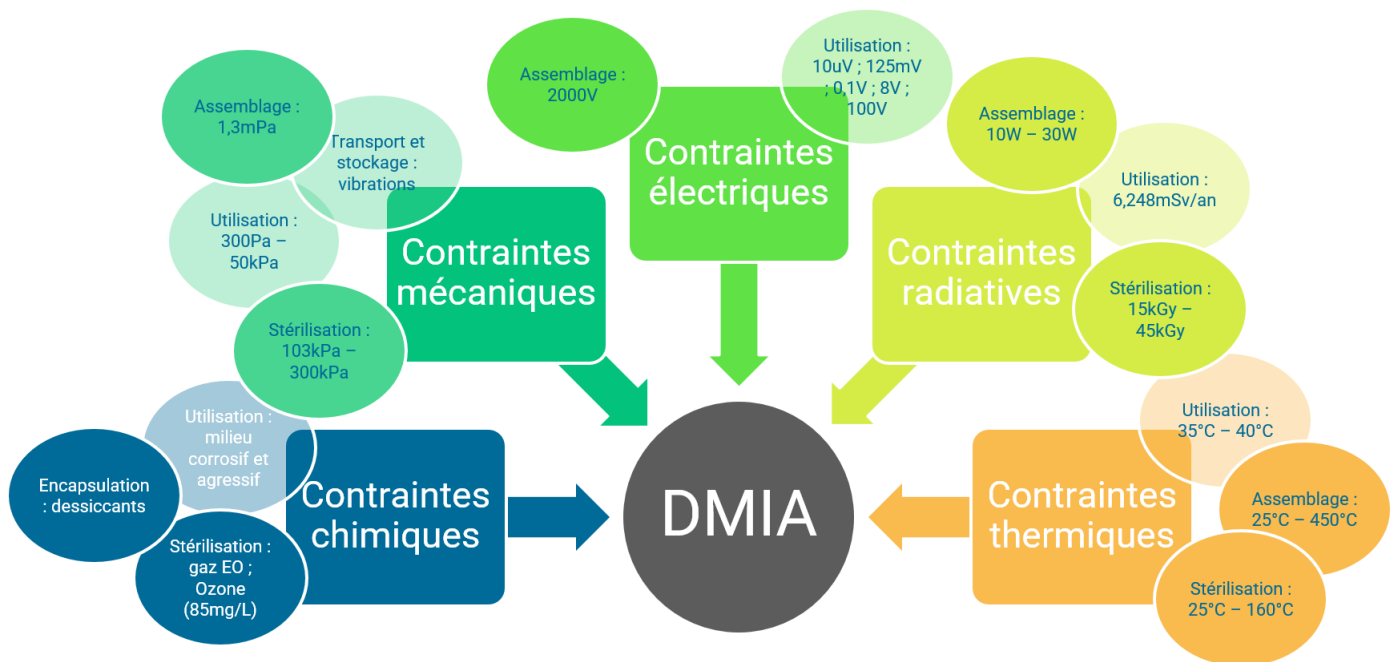 Assemblage :
1,3mPa
Transport et
stockage :
vibrations
Utilisation :
300Pa –
50kPa
Stérilisation :
103kPa –
300kPa
Contraintes
mécaniques
Assemblage :
2000V
Utilisation :
10uV ; 125mV
; 0,1V ; 8V ;
100V
Contraintes
électriques
Assemblage :
10W – 30W
Utilisation :
6,248mSv/an
Stérilisation :
15kGy –
45kGy
Contraintes
radiatives
Utilisation :
milieu
corrosif et
agressif
Encapsulation
: dessiccants
Stérilisation :
gaz EO ;
Ozone
(85mg/L)
Contraintes
chimiques
DMIA
Contraintes
thermiques
Utilisation :
35°C – 40°C
Assemblage :
25°C – 450°C
Stérilisation :
25°C – 160°C